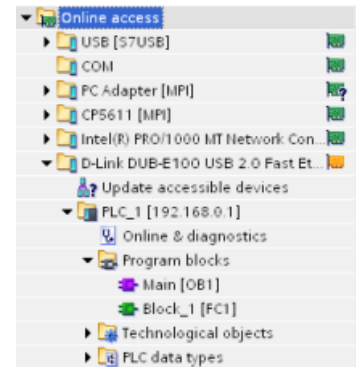 Online access
USB [S7USB]
COM
PC Adapter [MPI]
CP5611 [MPI]
Intel(R) PRO/1000 MT Network Con...
D-Link DUB-E100 USB 2.0 Fast Et...
Update accessible devices
PLC_1 [192.168.0.1]
Online & diagnostics
Program blocks
Main [OB1]
Block_1 [FC1]
Technological objects
PLC data types